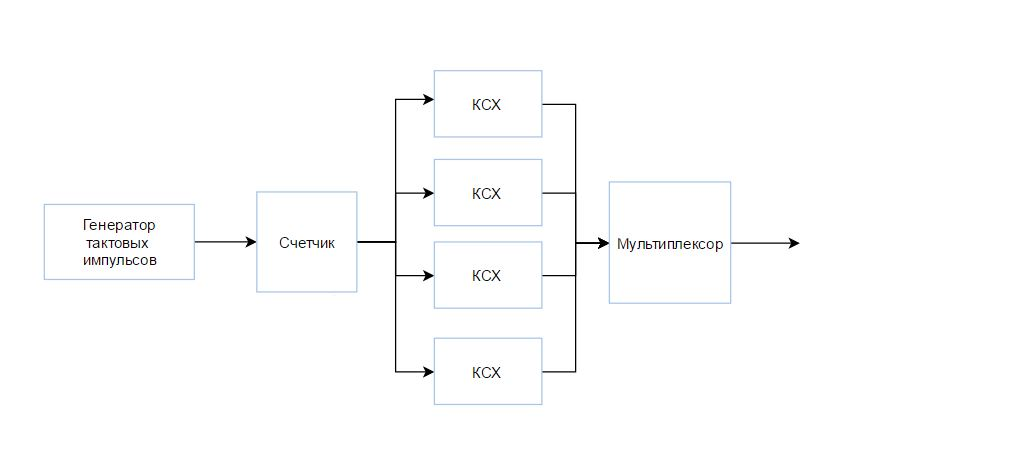 Генератор
тактовых
импульсов
Счетчик
КСХ
КСХ
КСХ
КСХ
Мультиплексор